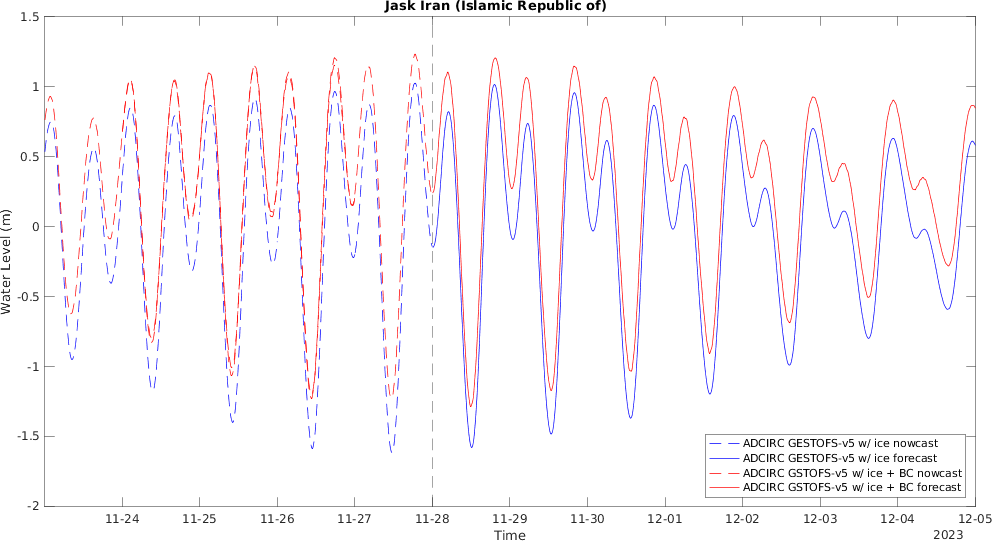 Jask Iran (Islamic Republic of)
1.5
1
0.5
0
-0.5
-1
-1.5
-2
Water Level (m)
ADCIRC GESTOFS-v5 w/ ice nowcast
ADCIRC GESTOFS-v5 w/ ice forecast
ADCIRC GSTOFS-v5 w/ ice + BC nowcast
ADCIRC GSTOFS-v5 w/ ice + BC forecast
11-24 11-25 11-26 11-27 11-28 11-29 11-30 12-01 12-02 12-03 12-04 12-05
Time
2023